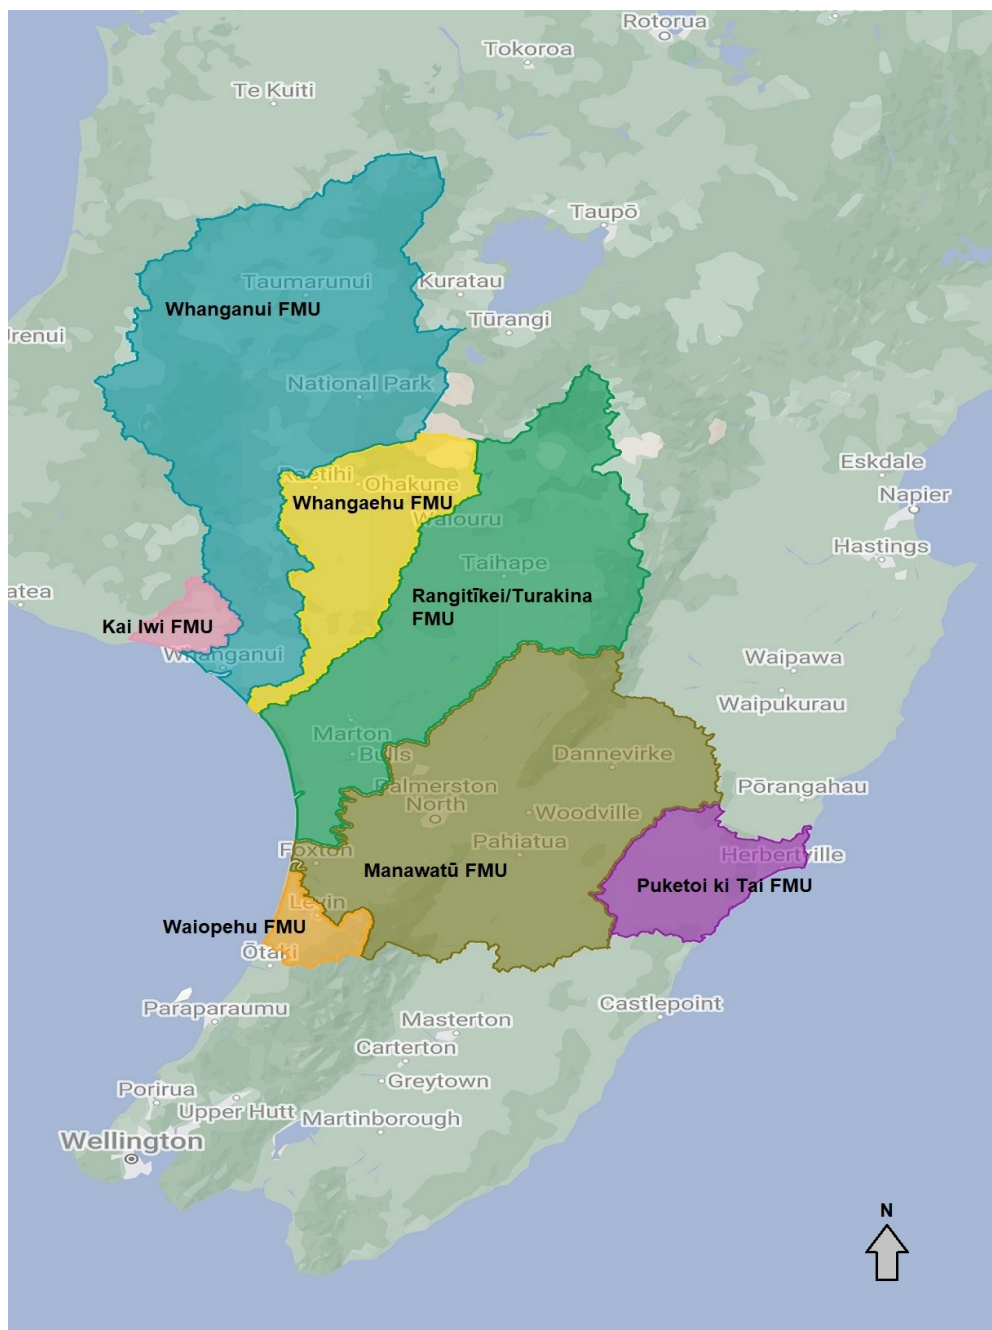 Rotorua
Tokoroa
Te Kuiti
Taupō
Taumarunui
Kuratau
Whanganui FMU
Tūrangi
Urenui
National Park
Eskdale
Raetihi
Ohakune
Napier
Whangaehu FMU
Waiouru
Hastings
Taihape
atea
Rangitīkei/Turakina
FMU
Kai Iwi FMU
Whanganui
Waipawa
Waipukurau
Marton
Bulls
Dannevirke
Palmerston
North
Pōrangahau
Woodville
Pahiatua
Foxton
Herbertville
Manawatū FMU
Puketoi ki Tai FMU
Levin
Waiopehu FMU
Ōtaki
Castlepoint
Paraparaumu
Masterton
Carterton
Greytown
Porirua
Upper Hutt
Martinborough
Wellington
N